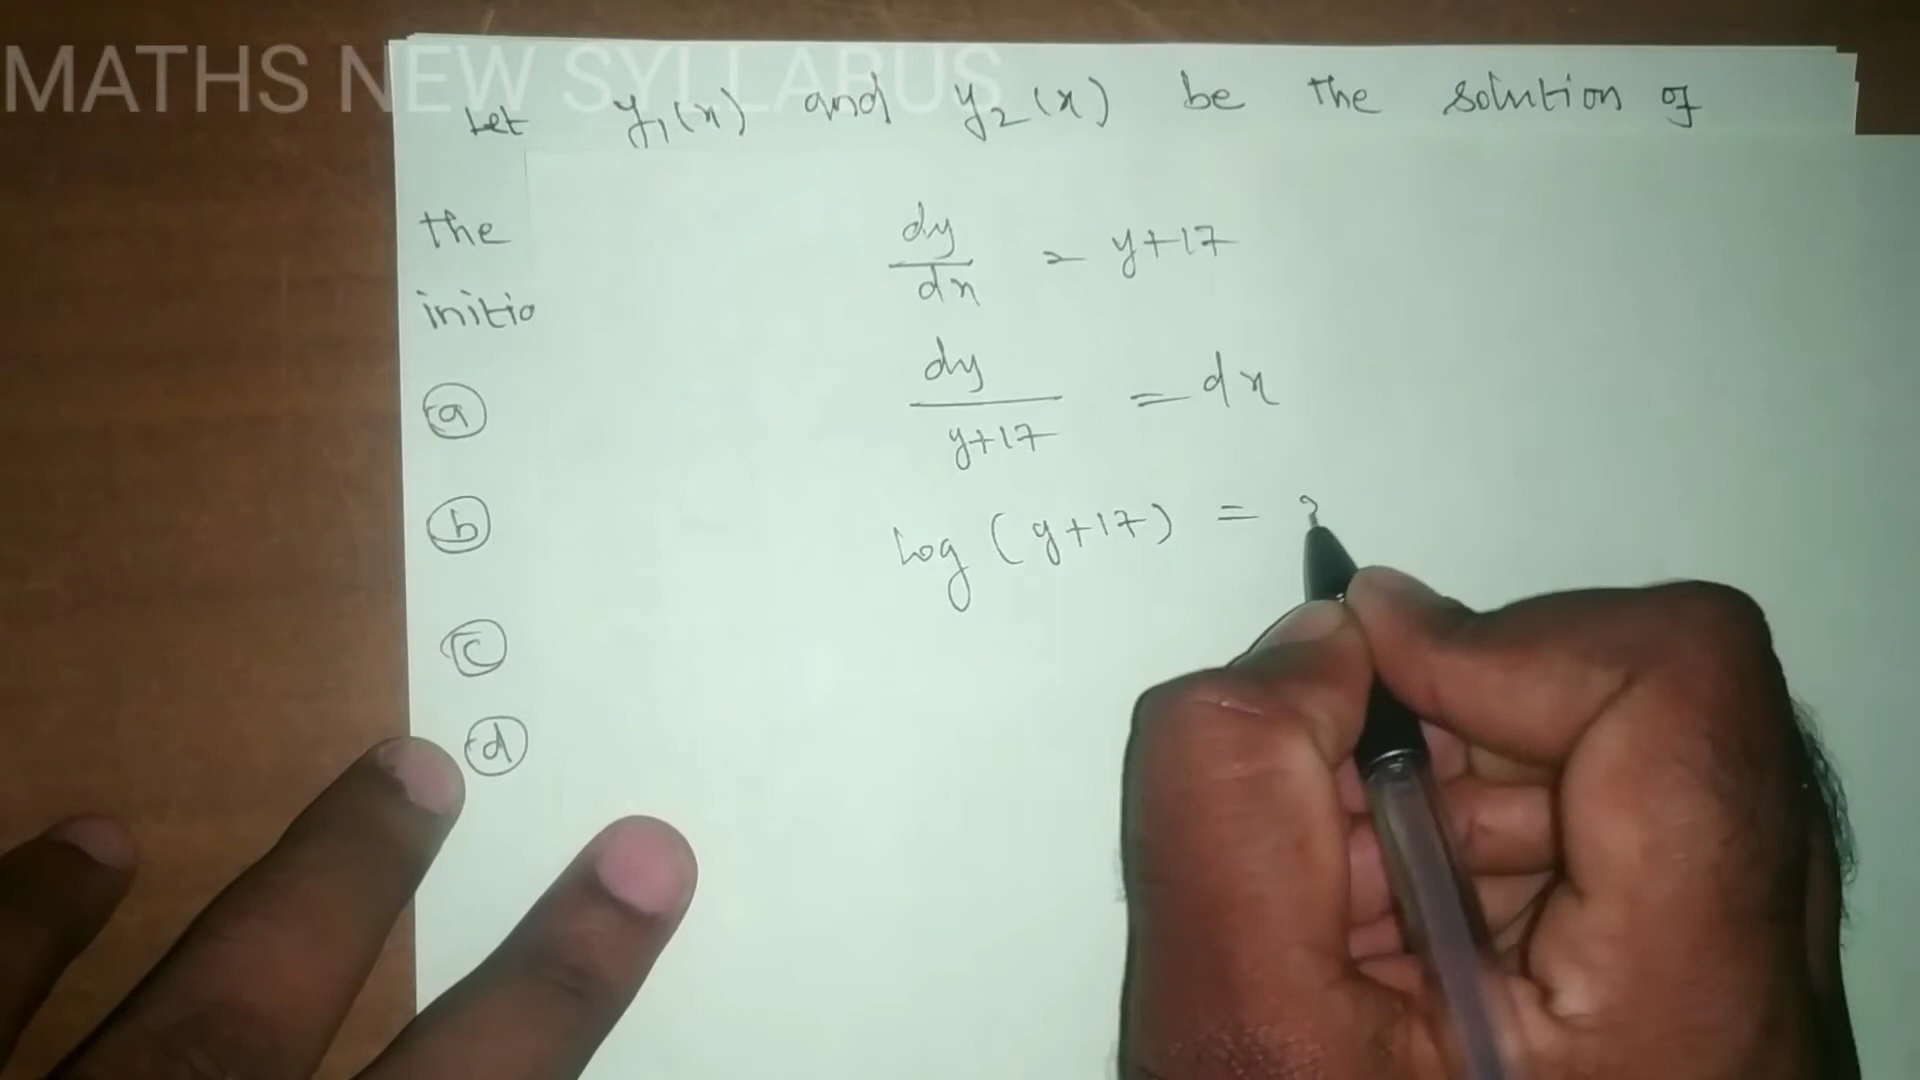 MATHS NEW SYLLABUS
Let y₁(x) and y₂(x) be the solution of
the
dy/dx = y+17
initia
dy/y+17 = dx
log (y+17) =
(a)
(b)
(c)
(d)